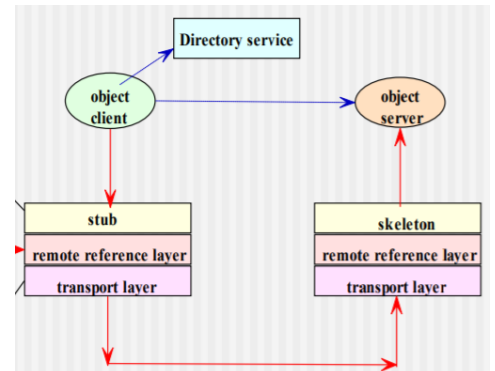 Directory service
object
client
object
server
stub
skeleton
remote reference layer
remote reference layer
transport layer
transport layer